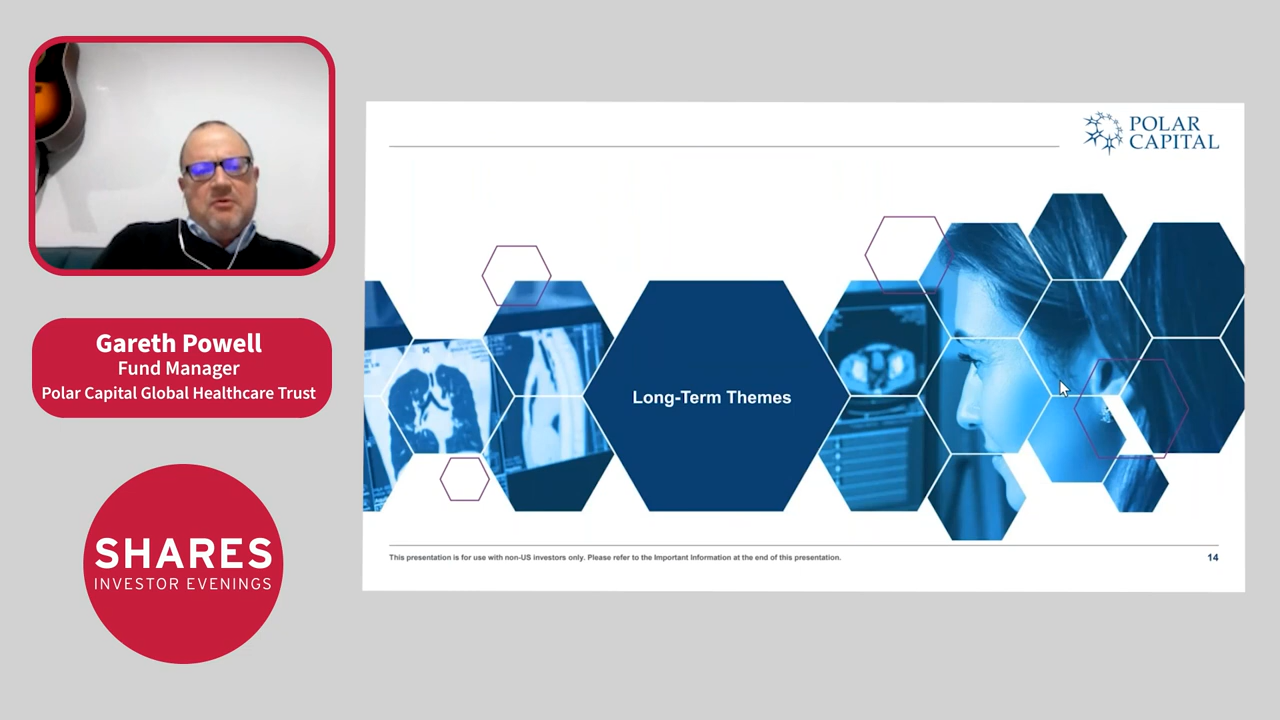 Gareth Powell
Fund Manager
Polar Capital Global Healthcare Trust
SHARES
INVESTOR EVENINGS
POLAR
CAPITAL
Long-Term Themes
This presentation is for use with non-US investors only. Please refer to the Important Information at the end of this presentation.
14